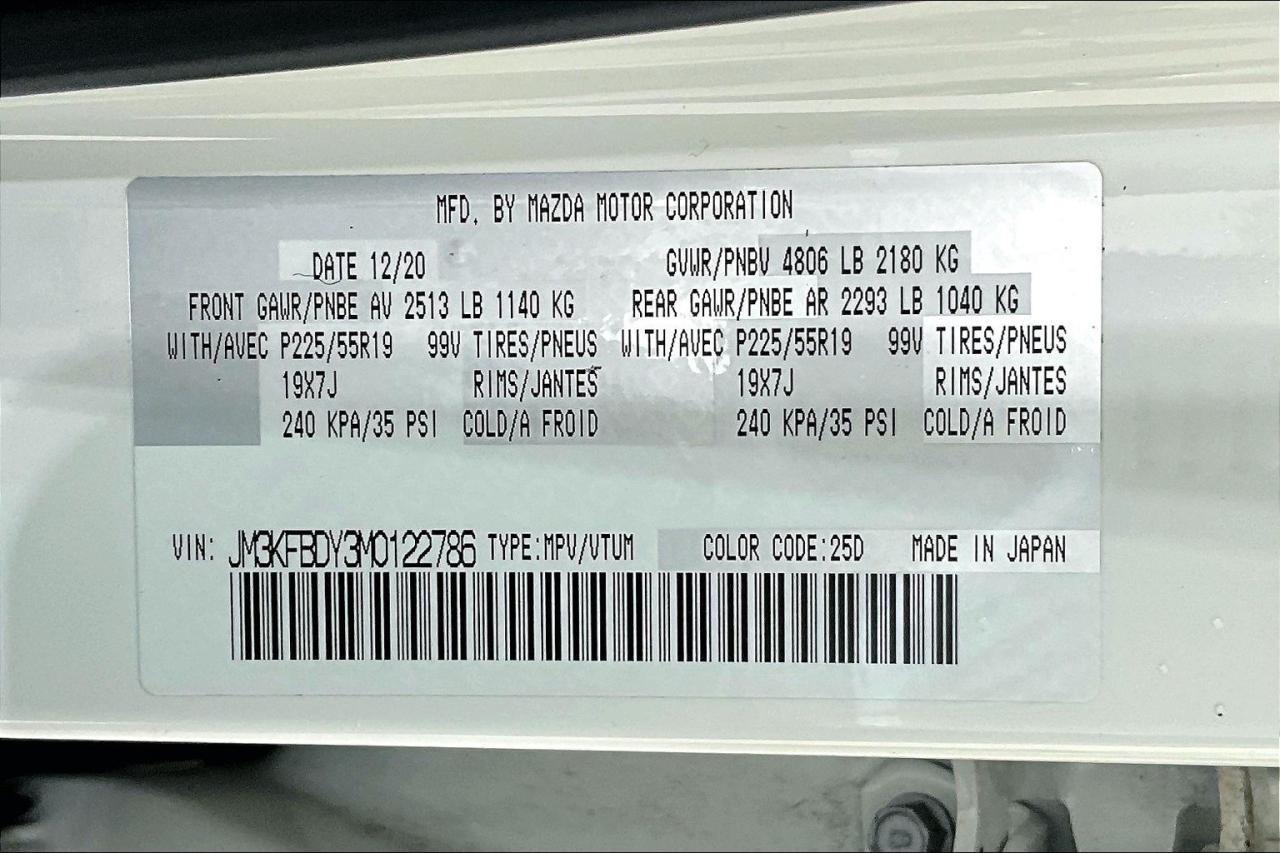 MFD. BY MAZDA MOTOR CORPORATION
DATE 12/20 GVWR/PNBV 4806 LB 2180 KG
FRONT GAWR/PNBE AV 2513 LB 1140 KG REAR GAWR/PNBE AR 2293 LB 1040 KG
WITH/AVEC P225/55R19 99V TIRES/PNEUS WITH/AVEC P225/55R19 99V TIRES/PNEUS
19X7J RIMS/JANTES 19X7J RIMS/JANTES
240 KPA/35 PSI COLD/A FROID 240 KPA/35 PSI COLD/A FROID
VIN: JM3KFBDY3M0122786 TYPE:MPV/VTUM COLOR CODE:25D MADE IN JAPAN